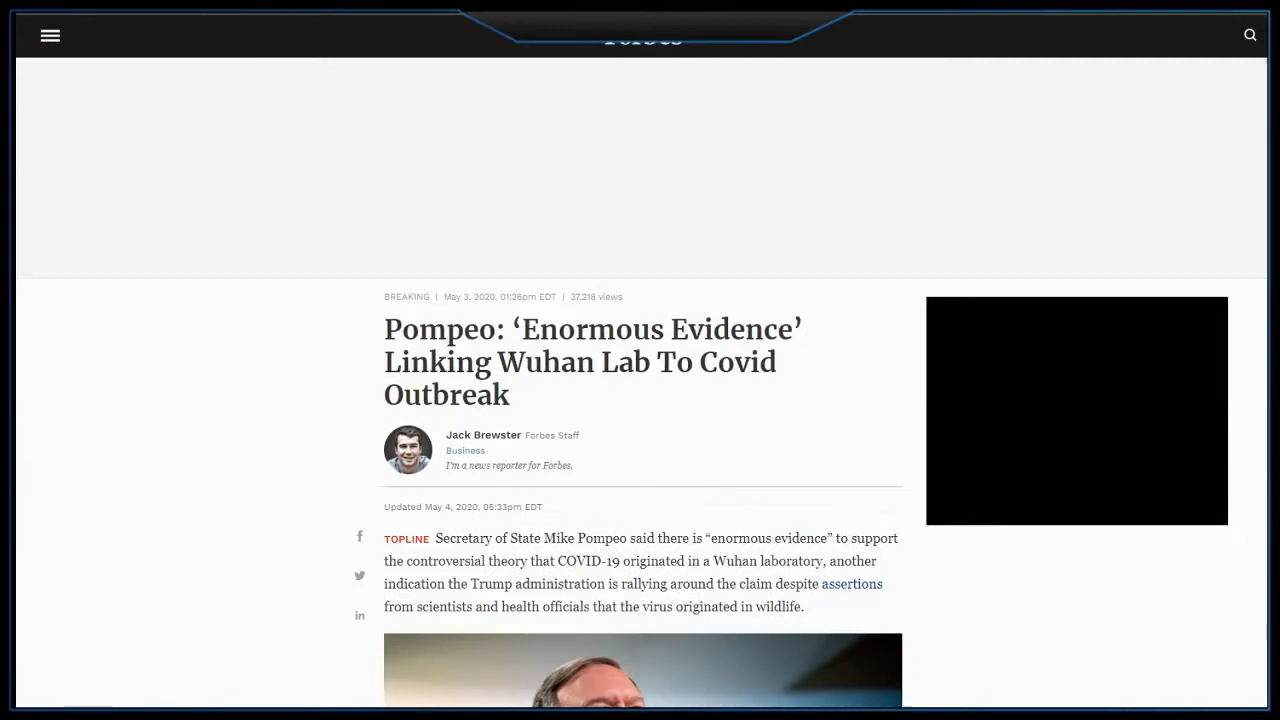 BREAKING | May 3, 2020, 01:26pm EDT | 37,218 views
Pompeo: ‘Enormous Evidence’
Linking Wuhan Lab To Covid
Outbreak
Jack Brewster Forbes Staff
Business
I'm a news reporter for Forbes.
Updated May 4, 2020, 05:33pm EDT
TOPLINE Secretary of State Mike Pompeo said there is “enormous evidence” to support
the controversial theory that COVID-19 originated in a Wuhan laboratory, another
indication the Trump administration is rallying around the claim despite assertions
from scientists and health officials that the virus originated in wildlife.